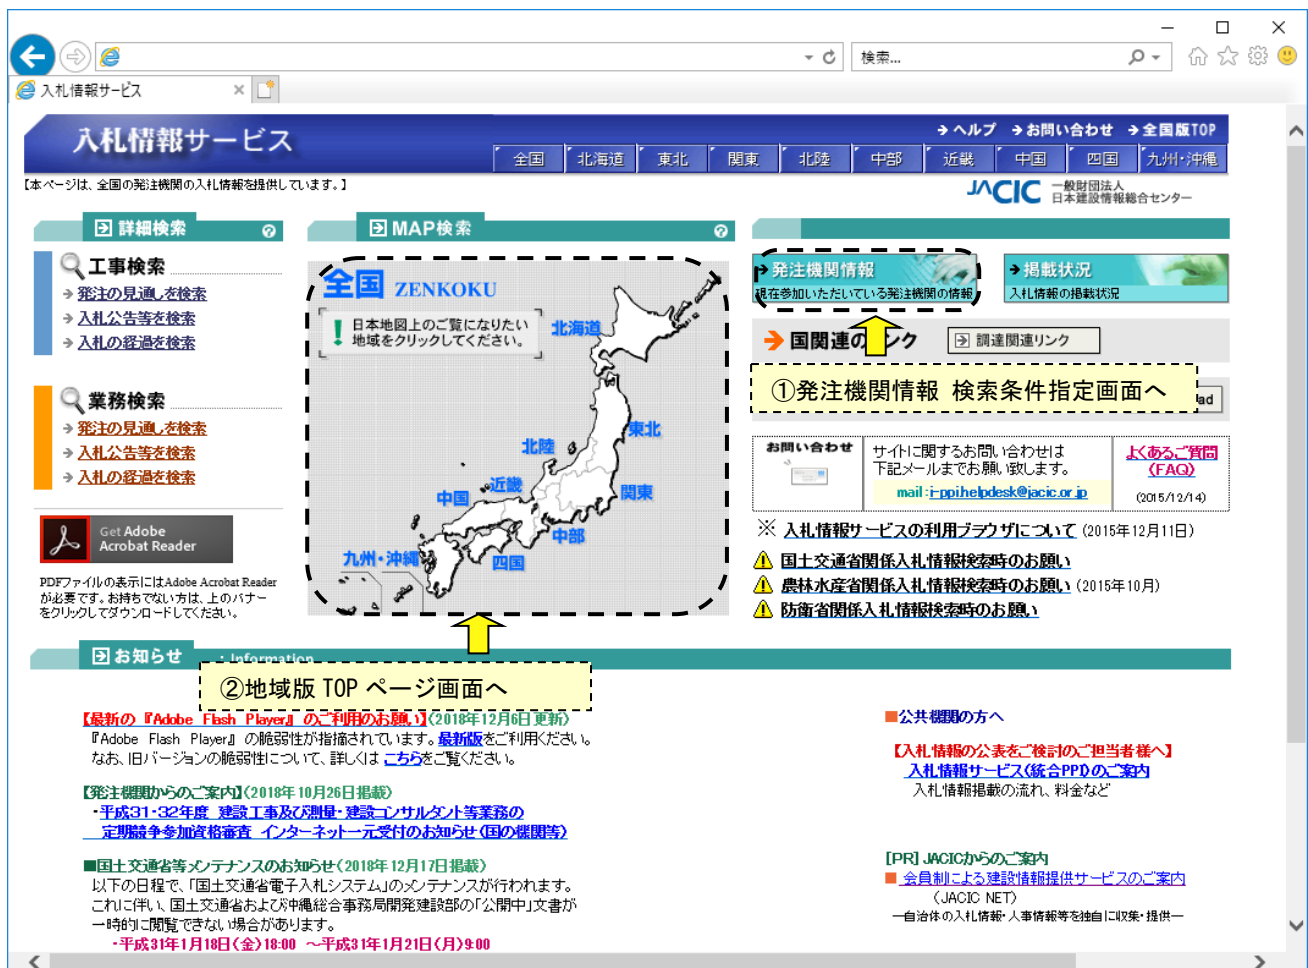 検索...
入札情報サービス
入札情報サービス
ヘルプ お問い合わせ 全国版TOP
全国 北海道 東北 関東 北陸 中部 近畿 中国 四国 九州・沖縄
【本ページは、全国の発注機関の入札情報を提供しています。】
JACIC 一般財団法人
日本建設情報総合センター
詳細検索
工事検索
発注の見通しを検索
入札公告等を検索
入札の経過を検索
業務検索
発注の見通しを検索
入札公告等を検索
入札の経過を検索
Get Adobe
Acrobat Reader
PDFファイルの表示にはAdobe Acrobat Reader
が必要です。お持ちでない方は、上のバナー
をクリックしてダウンロードしてください。
MAP検索
全国 ZENKOKU
日本地図上のご覧になりたい
地域をクリックしてください。
北海道
東北
北陸
近畿
関東
中国
中部
九州・沖縄
四国
発注機関情報
現在参加いただいている発注機関の情報
掲載状況
入札情報の掲載状況
国関連の ンク
調達関連リンク
①発注機関情報 検索条件指定画面へ
ad
お問い合わせ
サイトに関するお問い合わせは
下記メールまでお願い致します。
mail:i-ppi.helpdesk@jacic.or.jp
よくあるご質問
(FAQ)
(2015/12/14)
※ 入札情報サービスの利用ブラウザについて (2015年12月11日)
国土交通省関係入札情報検索時のお願い
農林水産省関係入札情報検索時のお願い (2015年10月)
防衛省関係入札情報検索時のお願い
お知らせ : Information
②地域版 TOP ページ画面へ
【最新の『Adobe Flash Player』のご利用のお願い】(2018年12月6日更新)
『Adobe Flash Player』の脆弱性が指摘されています。最新版をご利用ください。
なお、旧バージョンの脆弱性について、詳しくは こちらをご覧ください。
【発注機関からのご案内】(2018年10月26日掲載)
・平成31・32年度 建設工事及び測量・建設コンサルタント等業務の
定期競争参加資格審査 インターネット一元受付のお知らせ(国の機関等)
■国土交通省等メンテナンスのお知らせ(2018年12月17日掲載)
以下の日程で、「国土交通省電子入札システム」のメンテナンスが行われます。
これに伴い、国土交通省および沖縄総合事務局開発建設部の「公開中」文書が
一時的に閲覧できない場合があります。
・平成31年1月18日(金)18:00 ～平成31年1月21日(月)9:00
■公共機関の方へ
【入札情報の公表をご検討のご担当者様へ】
入札情報サービス(統合PPI)のご案内
入札情報掲載の流れ、料金など
[PR] JACICからのご案内
■ 会員制による建設情報提供サービスのご案内
(JACIC NET)
―自治体の入札情報・人事情報等を独自に収集・提供―